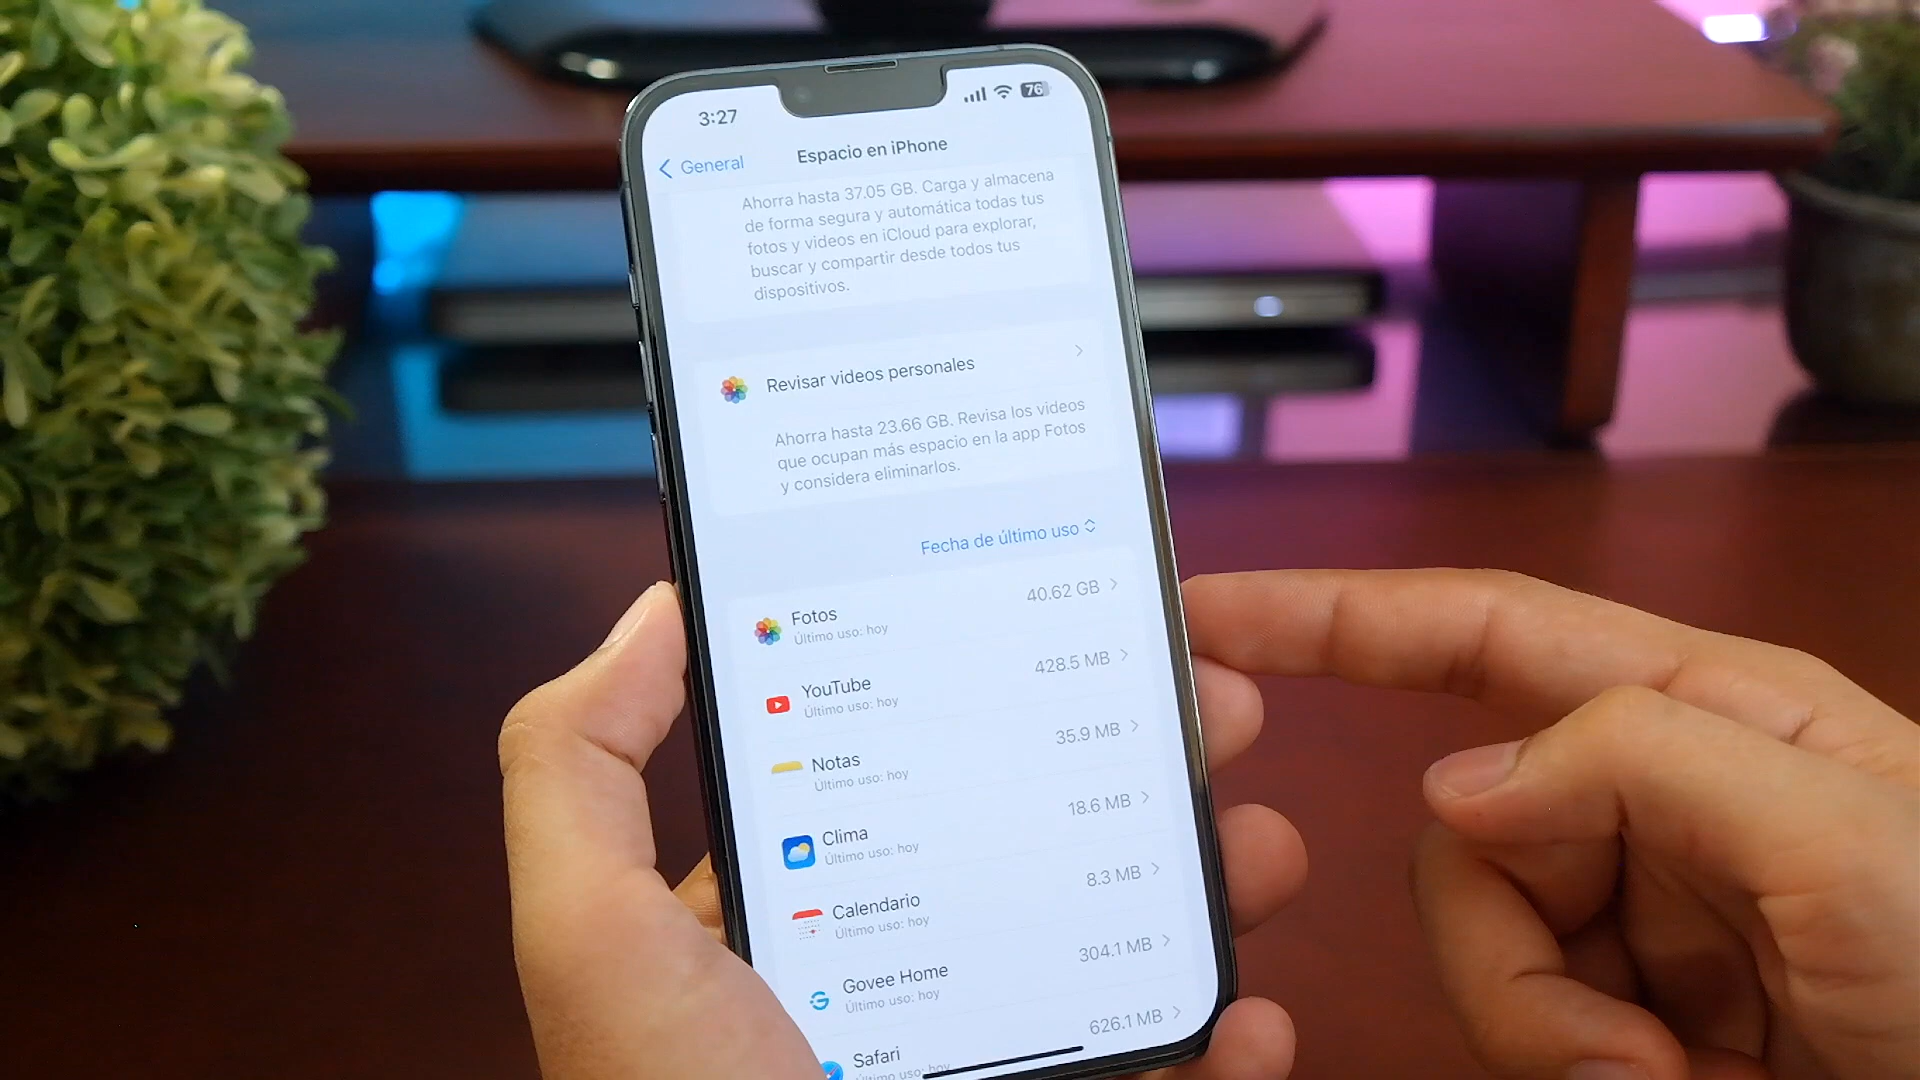 3:27
76
General
Espacio en iPhone
Ahorra hasta 37.05 GB. Carga y almacena
de forma segura y automática todas tus
fotos y videos en iCloud para explorar,
buscar y compartir desde todos tus
dispositivos.
Revisar videos personales
Ahorra hasta 23.66 GB. Revisa los videos
que ocupan más espacio en la app Fotos
y considera eliminarlos.
Fecha de último uso
Fotos 40.62 GB
Último uso: hoy
YouTube 428.5 MB
Último uso: hoy
Notas 35.9 MB
Último uso: hoy
Clima 18.6 MB
Último uso: hoy
Calendario 8.3 MB
Último uso: hoy
Govee Home 304.1 MB
Último uso: hoy
Safari 626.1 MB
Último uso: hoy